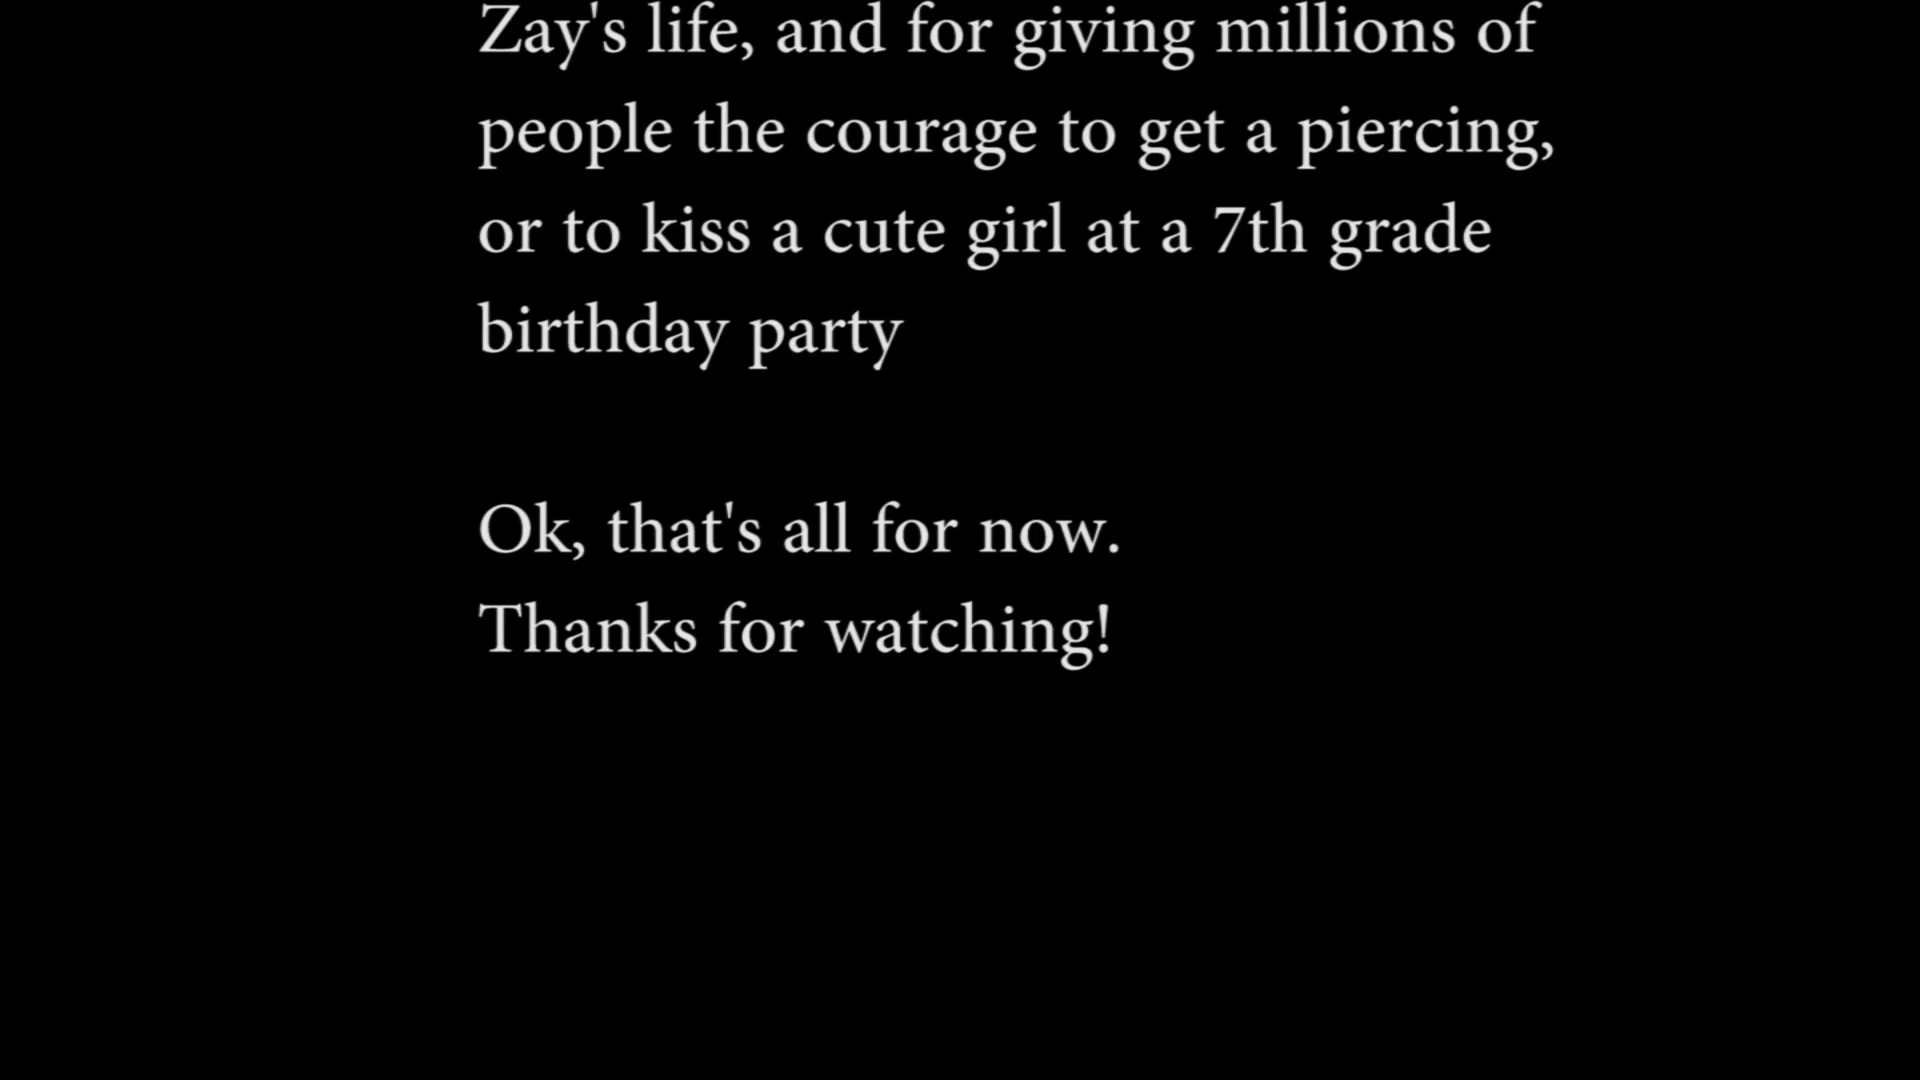 Zay's life, and for giving millions of
people the courage to get a piercing,
or to kiss a cute girl at a 7th grade
birthday party
Ok, that's all for now.
Thanks for watching!